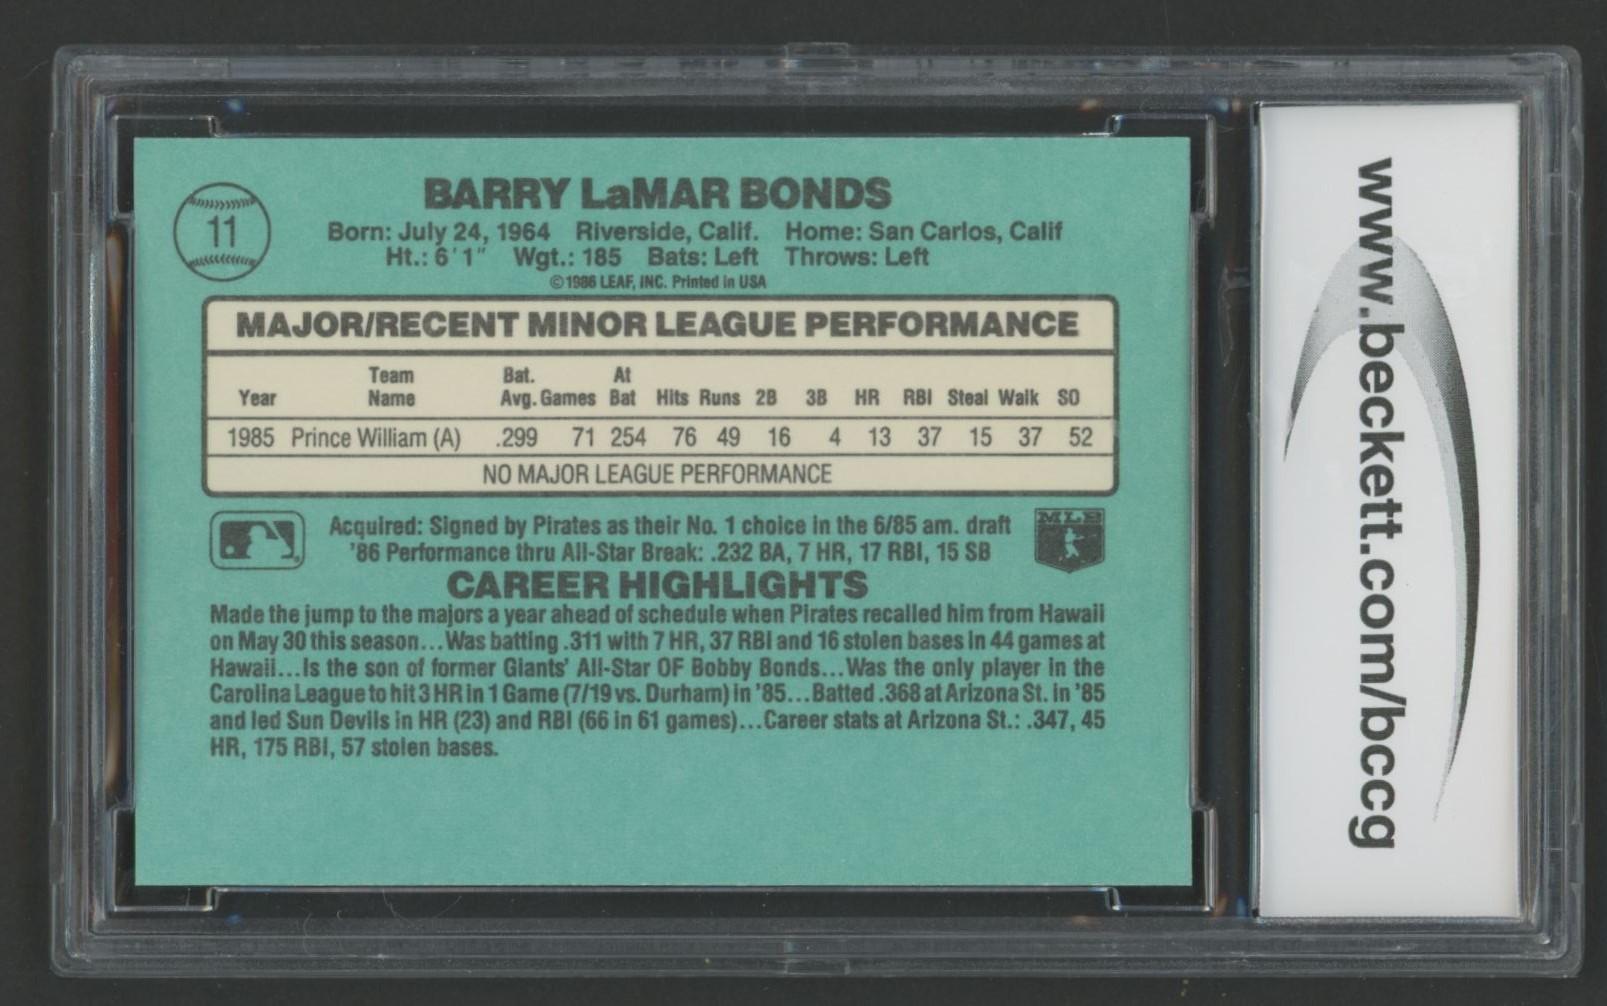 11
BARRY LaMAR BONDS
Born: July 24, 1964 Riverside, Calif. Home: San Carlos, Calif
Ht.: 6'1" Wgt.: 185 Bats: Left Throws: Left
©1986 LEAF, INC. Printed in USA
MAJOR/RECENT MINOR LEAGUE PERFORMANCE
Year Team Name Bat. Avg. Games At Bat Hits Runs 2B 3B HR RBI Steal Walk SO
1985 Prince William (A) .299 71 254 76 49 16 4 13 37 15 37 52
NO MAJOR LEAGUE PERFORMANCE
Acquired: Signed by Pirates as their No. 1 choice in the 6/85 am. draft
'86 Performance thru All-Star Break: .232 BA, 7 HR, 17 RBI, 15 SB
MLB
CAREER HIGHLIGHTS
Made the jump to the majors a year ahead of schedule when Pirates recalled him from Hawaii
on May 30 this season...Was batting .311 with 7 HR, 37 RBI and 16 stolen bases in 44 games at
Hawaii...Is the son of former Giants' All-Star OF Bobby Bonds...Was the only player in the
Carolina League to hit 3 HR in 1 Game (7/19 vs. Durham) in '85...Batted .368 at Arizona St. in '85
and led Sun Devils in HR (23) and RBI (66 in 61 games)...Career stats at Arizona St.: .347, 45
HR, 175 RBI, 57 stolen bases.
www.beckett.com/bccg